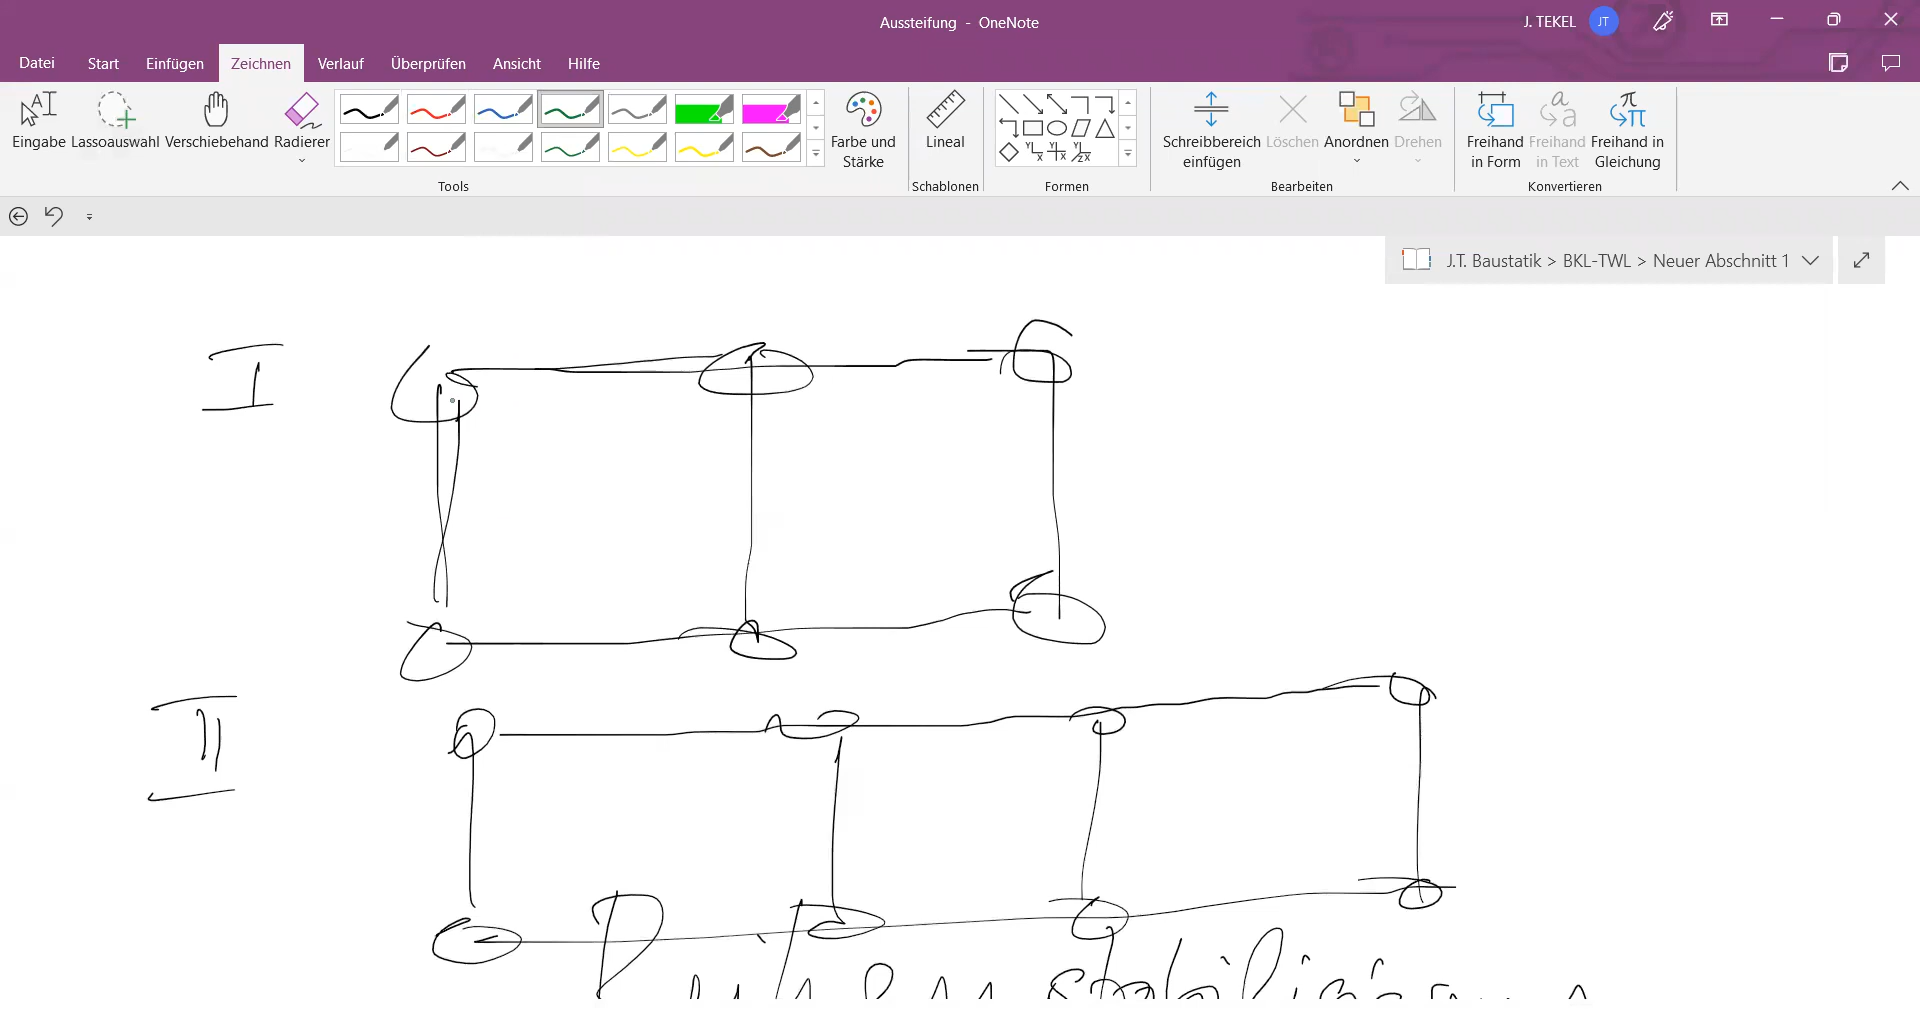 Aussteifung - OneNote
J. TEKEL
JT
Datei
Start
Einfügen
Zeichnen
Verlauf
Überprüfen
Ansicht
Hilfe
Eingabe
Lassoauswahl
Verschiebehand
Radierer
Tools
Farbe und
Stärke
Lineal
Schablonen
Formen
Schreibbereich
einfügen
Löschen
Anordnen
Drehen
Bearbeiten
Freihand
in Form
Freihand
in Text
Freihand in
Gleichung
Konvertieren
J.T. Baustatik > BKL-TWL > Neuer Abschnitt 1
I
II